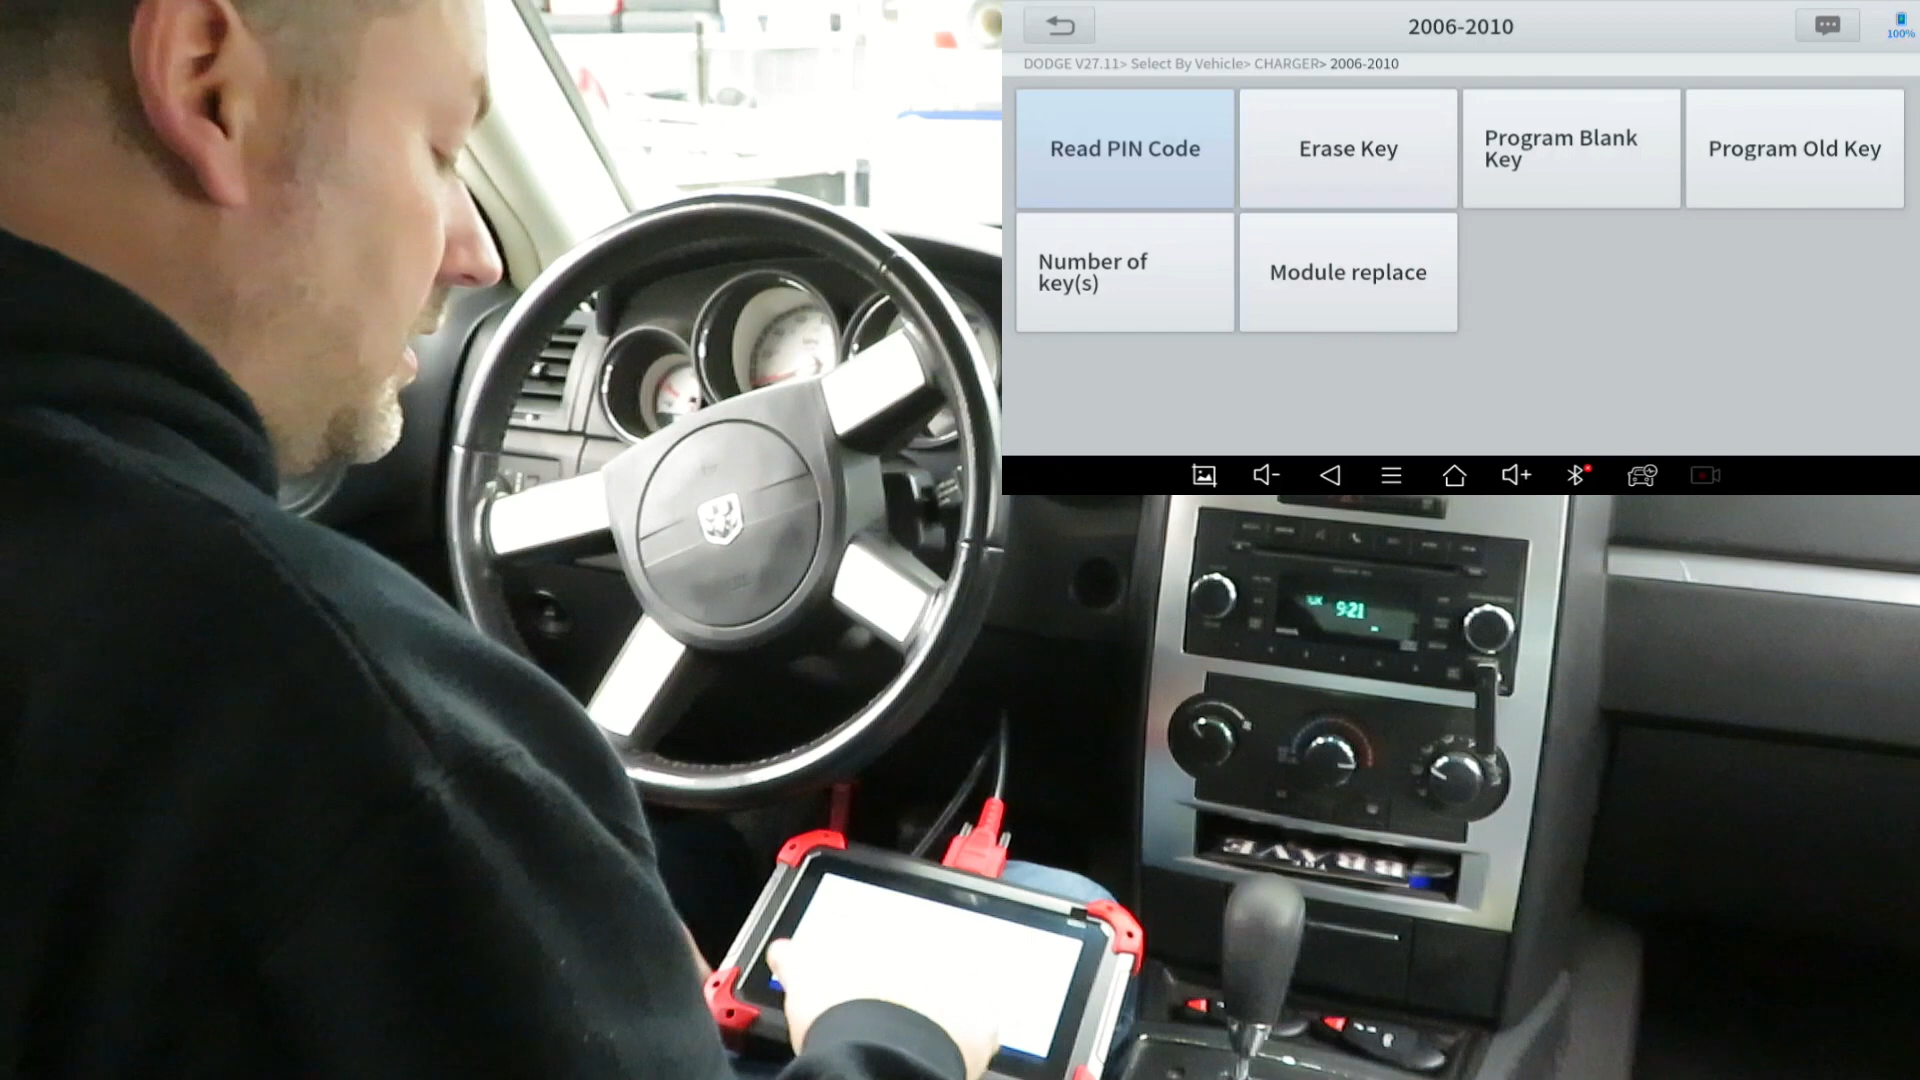 2006-2010
100%
DODGE V27.11> Select By Vehicle> CHARGER> 2006-2010
Read PIN Code
Erase Key
Program Blank
Key
Program Old Key
Number of
key(s)
Module replace
9:21